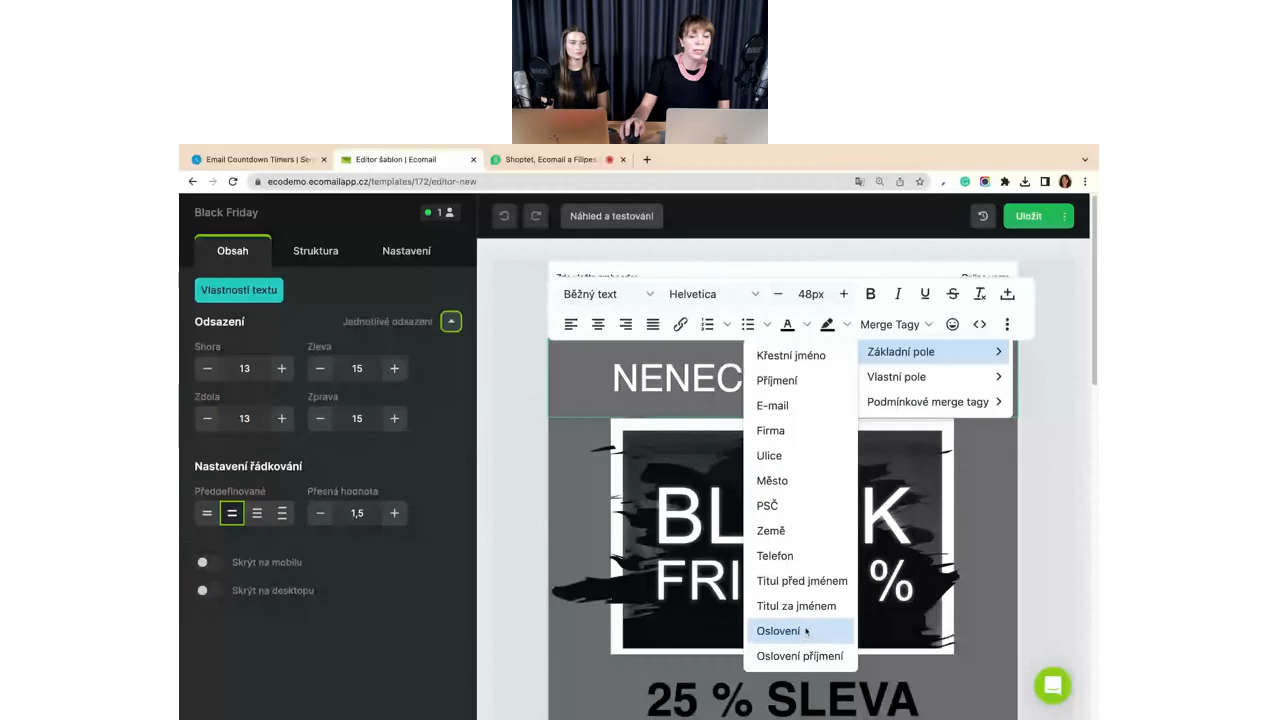 Email Countdown Timers | Sen
Editor šablon | Ecomail
Shoptet, Ecomail a Filipes
ecodemo.ecomailapp.cz/templates/172/editor-new
Black Friday
1
Náhled a testování
Uložit
Obsah
Struktura
Nastavení
Vlastnosti textu
Odsazení
Jednotlivé odsazení
Shora
Zleva
13
15
Zdola
Zprava
13
15
Nastavení řádkování
Předdefinované
Přesná hodnota
1,5
Skrýt na mobilu
Skrýt na desktopu
Běžný text
Helvetica
48px
Merge Tagy
Základní pole
Vlastní pole
Podmínkové merge tagy
Křestní jméno
Příjmení
E-mail
Firma
Ulice
Město
PSČ
Země
Telefon
Titul před jménem
Titul za jménem
Oslovení
Oslovení příjmení
NENEC
BL K
FRI %
25 % SLEVA